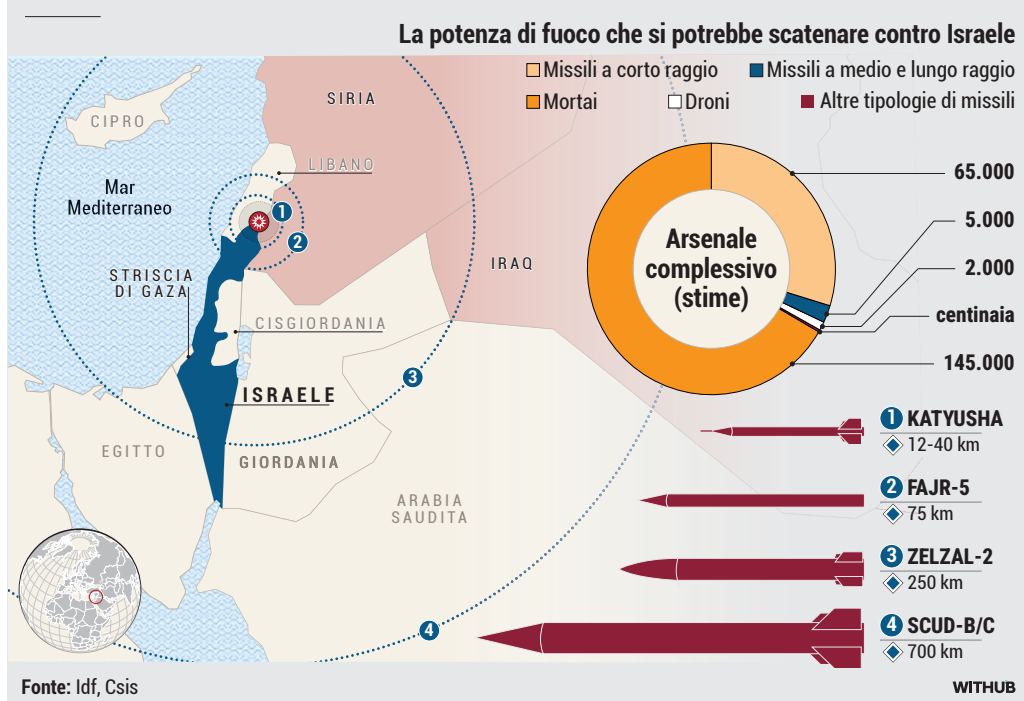 La potenza di fuoco che si potrebbe scatenare contro Israele
Missili a corto raggio
Missili a medio e lungo raggio
Mortai
Droni
Altre tipologie di missili
SIRIA
CIPRO
LIBANO
Mar
Mediterraneo
1
2
STRISCIA
DI GAZA
IRAQ
CISGIORDANIA
3
ISRAELE
EGITTO
GIORDANIA
ARABIA
SAUDITA
4
Arsenale
complessivo
(stime)
65.000
5.000
2.000
centinaia
145.000
1 KATYUSHA
12-40 km
2 FAJR-5
75 km
3 ZELZAL-2
250 km
4 SCUD-B/C
700 km
Fonte: Idf, Csis
WITHUB